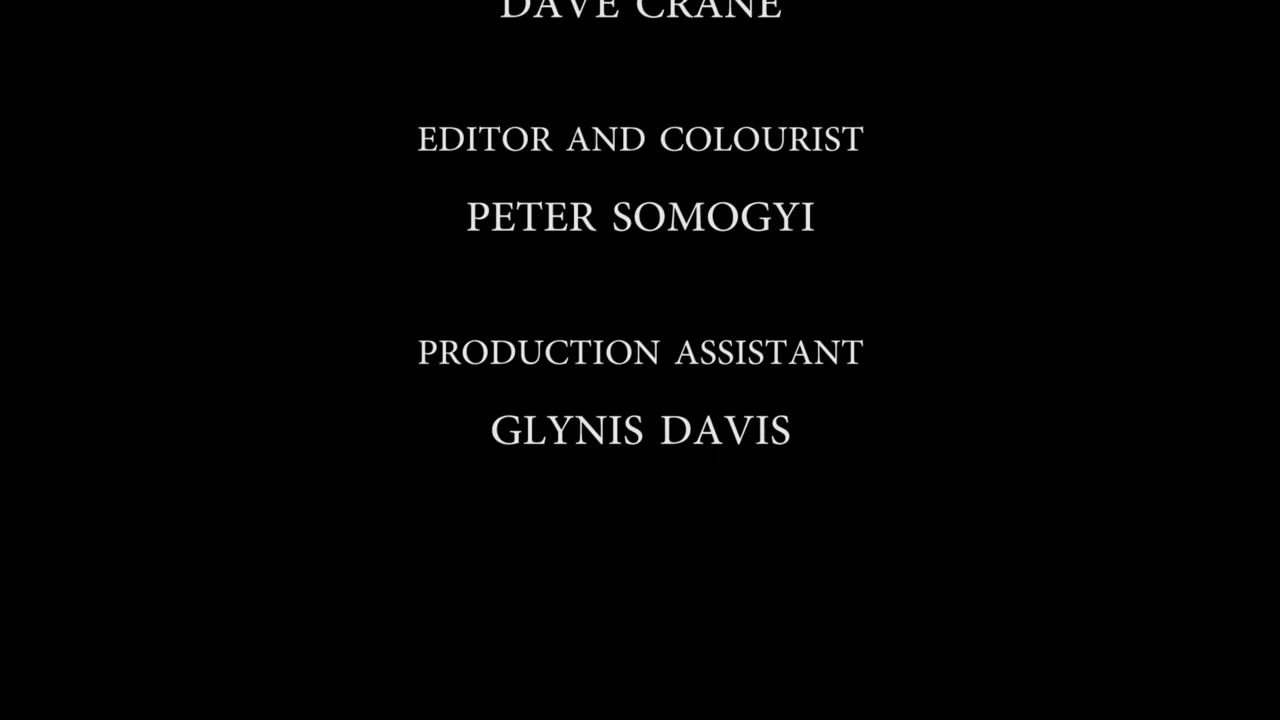 DAVE CRANE
EDITOR AND COLOURIST
PETER SOMOGYI
PRODUCTION ASSISTANT
GLYNIS DAVIS